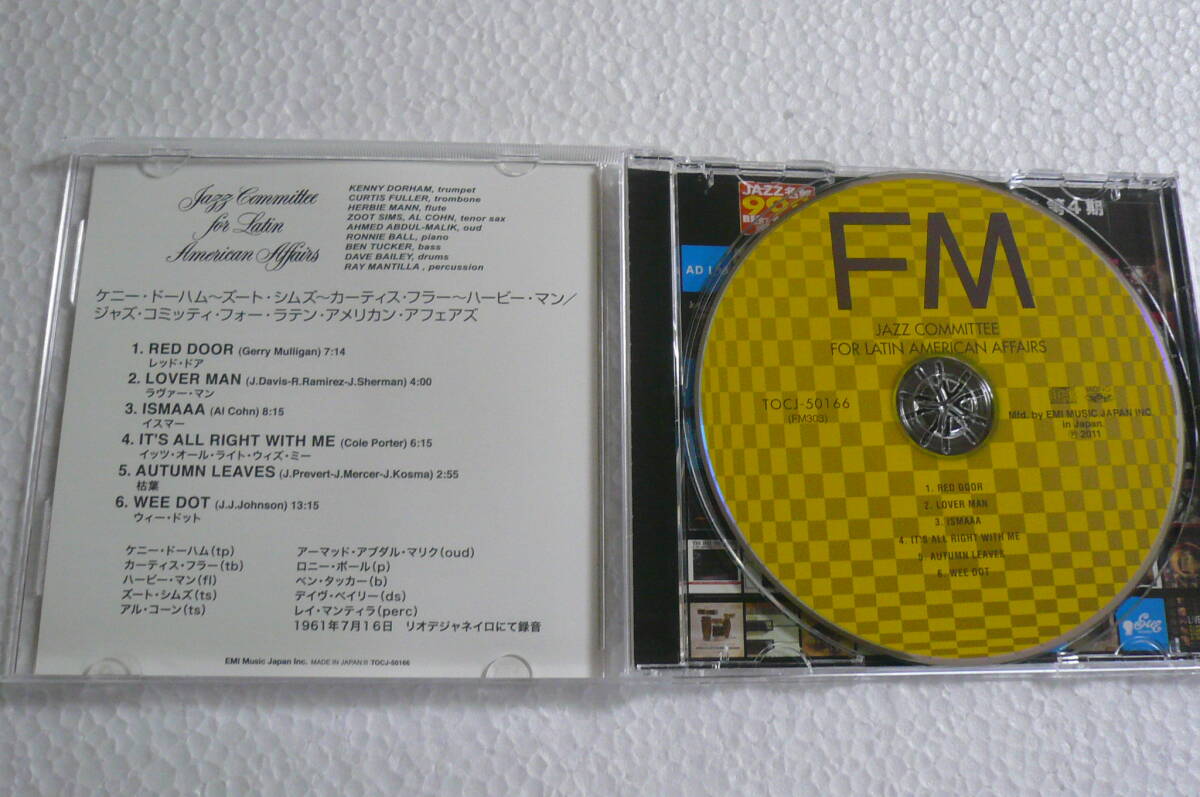 Jazz Committee
for Latin
American Affairs
KENNY DORHAM, trumpet
CURTIS FULLER, trombone
HERBIE MANN, flute
ZOOT SIMS, AL COHN, tenor sax
AHMED ABDUL-MALIK, oud
RONNIE BALL, piano
BEN TUCKER, bass
DAVE BAILEY, drums
RAY MANTILLA , percussion
ケニー・ドーハム~ズート・シムズ~カーティス・フラー~ハービー・マン/
ジャズ・コミッティ・フォー・ラテン・アメリカン・アフェアズ
1. RED DOOR (Gerry Mulligan) 7:14
レッド・ドア
2. LOVER MAN (J.Davis-R.Ramirez-J.Sherman) 4:00
ラヴァー・マン
3. ISMAAA (Al Cohn) 8:15
イスマー
4. IT'S ALL RIGHT WITH ME (Cole Porter) 6:15
イッツ・オール・ライト・ウィズ・ミー
5. AUTUMN LEAVES (J.Prevert-J.Mercer-J.Kosma) 2:55
枯葉
6. WEE DOT (J.J.Johnson) 13:15
ウィー・ドット
ケニー・ドーハム(tp)
カーティス・フラー(tb)
ハービー・マン(fl)
ズート・シムズ(ts)
アル・コーン(ts)
アーマッド・アブダル・マリク(oud)
ロニー・ボール(p)
ベン・タッカー(b)
デイヴ・ベイリー(ds)
レイ・マンティラ(perc)
1961年7月16日 リオデジャネイロにて録音
EMI Music Japan Inc. MADE IN JAPAN Ⓡ TOCJ-50166
JAZZ名盤
第4期
FM
JAZZ COMMITTEE
FOR LATIN AMERICAN AFFAIRS
TOCJ-50166
(FM303)
Mfd. by EMI MUSIC JAPAN INC.
in Japan.
Ⓟ 2011
1. RED DOOR
2. LOVER MAN
3. ISMAAA
4. IT'S ALL RIGHT WITH ME
5. AUTUMN LEAVES
6. WEE DOT